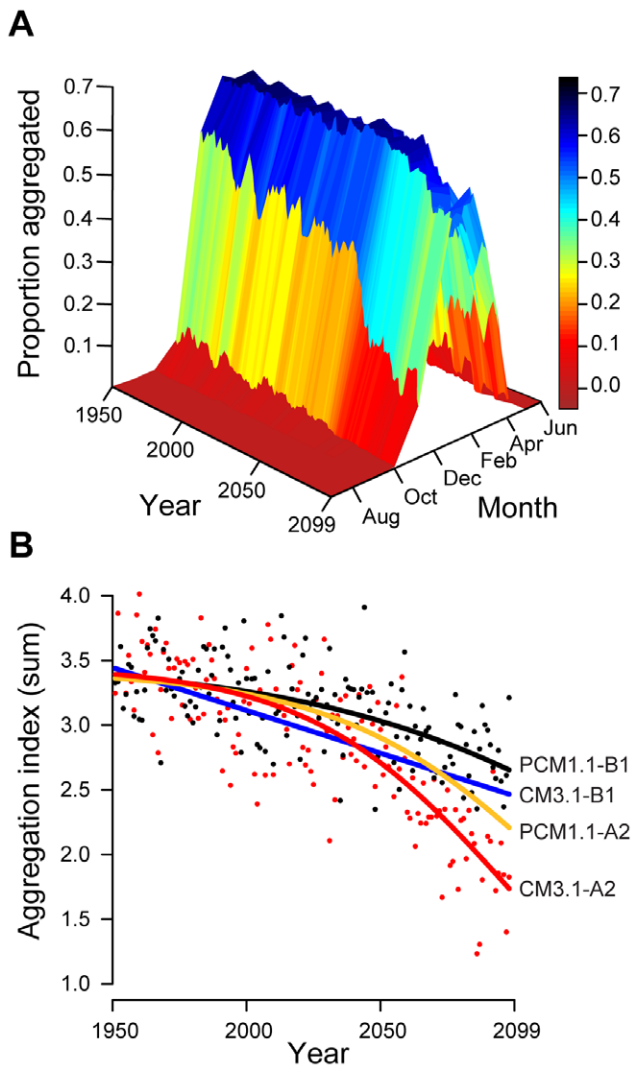 A
Proportion aggregated
0.7
0.6
0.5
0.4
0.3
0.2
0.1
0.7
0.6
0.5
0.4
0.3
0.2
0.1
0.0
1950
2000
2050
2099
Year
Aug
Oct
Dec
Feb
Apr
Jun
Month
B
Aggregation index (sum)
4.0
3.5
3.0
2.5
2.0
1.5
1.0
PCM1.1-B1
CM3.1-B1
PCM1.1-A2
CM3.1-A2
1950 2000 2050 2099
Year